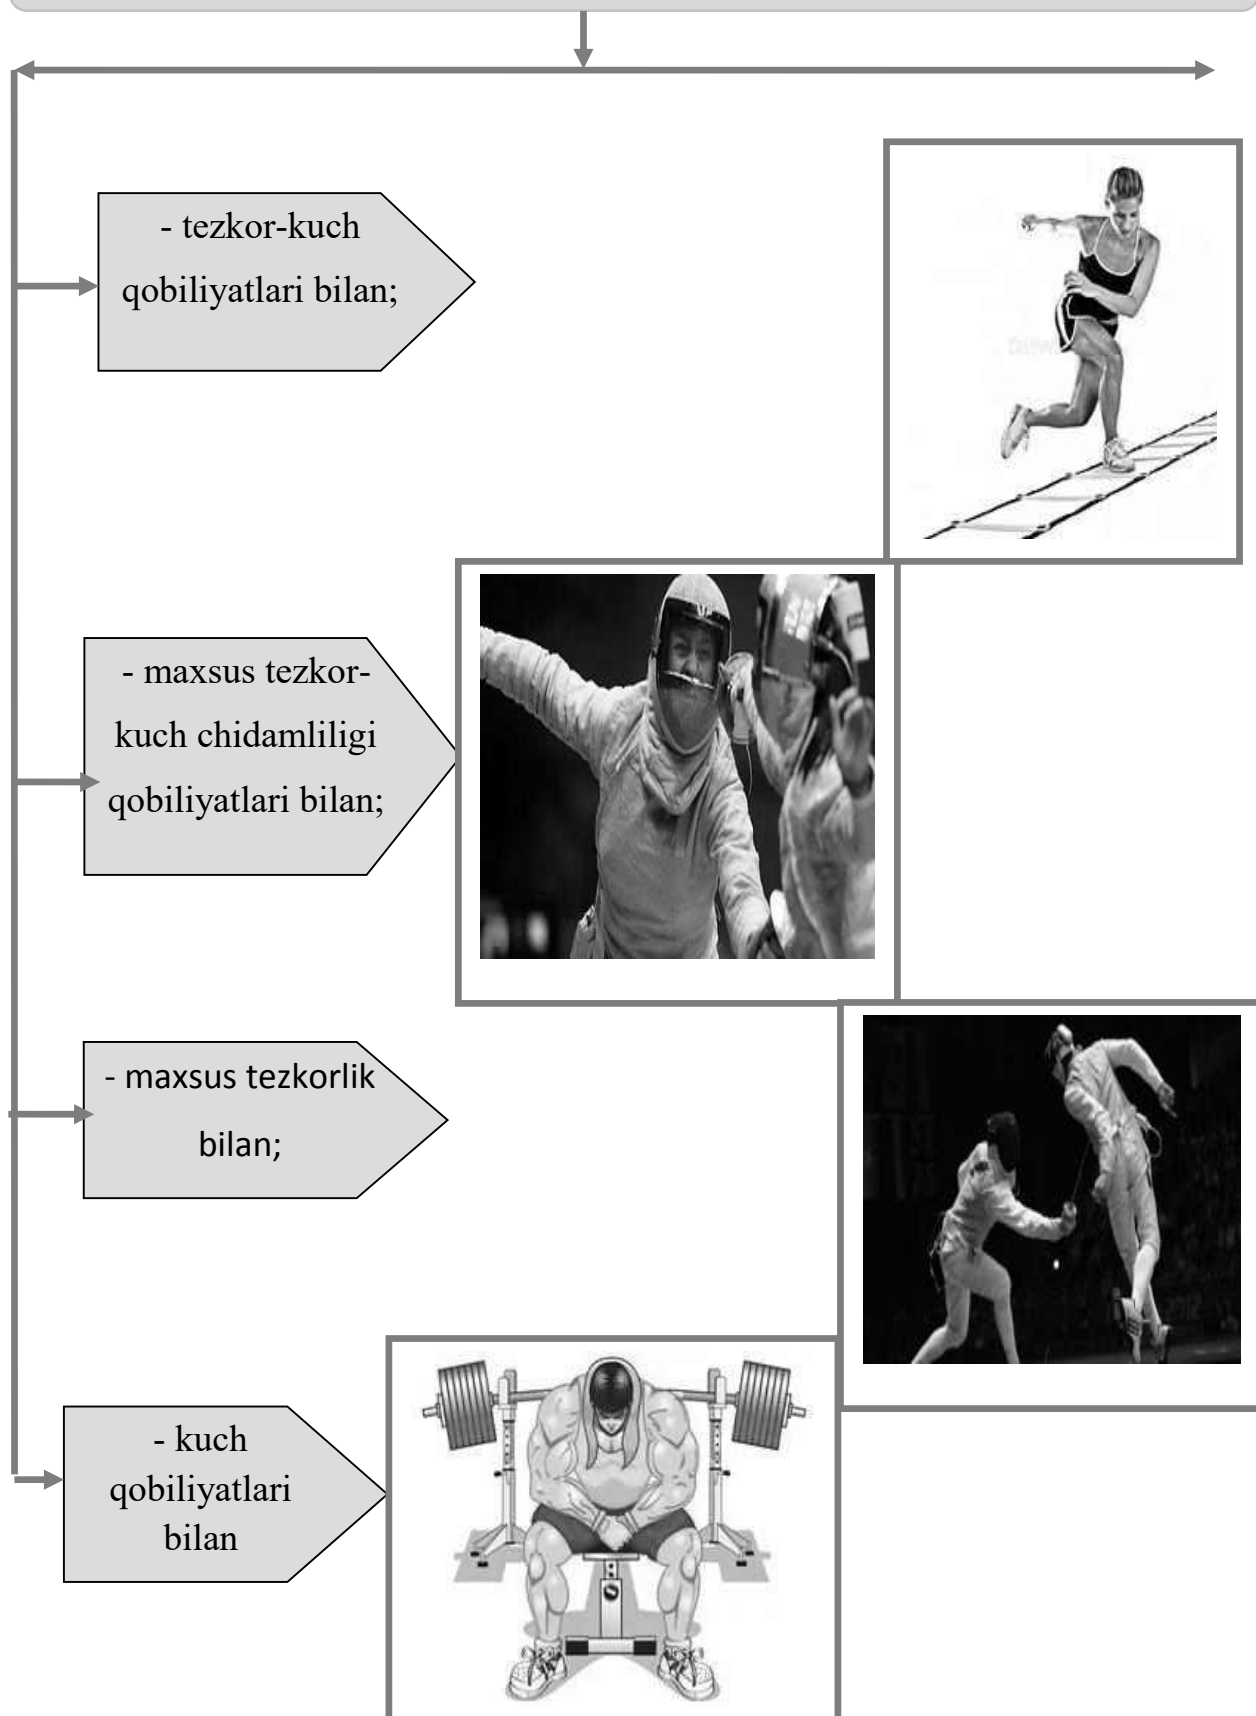 - tezkor-kuch
qobiliyatlari bilan;
- maxsus tezkor-
kuch chidamliligi
qobiliyatlari bilan;
- maxsus tezkorlik
bilan;
- kuch
qobiliyatlari
bilan